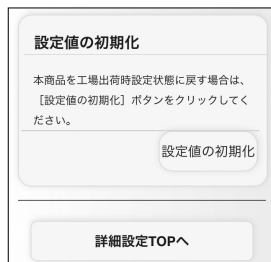 設定値の初期化
本商品を工場出荷時設定状態に戻す場合は、
［設定値の初期化］ボタンをクリックしてく
ださい。
設定値の初期化
詳細設定TOPへ